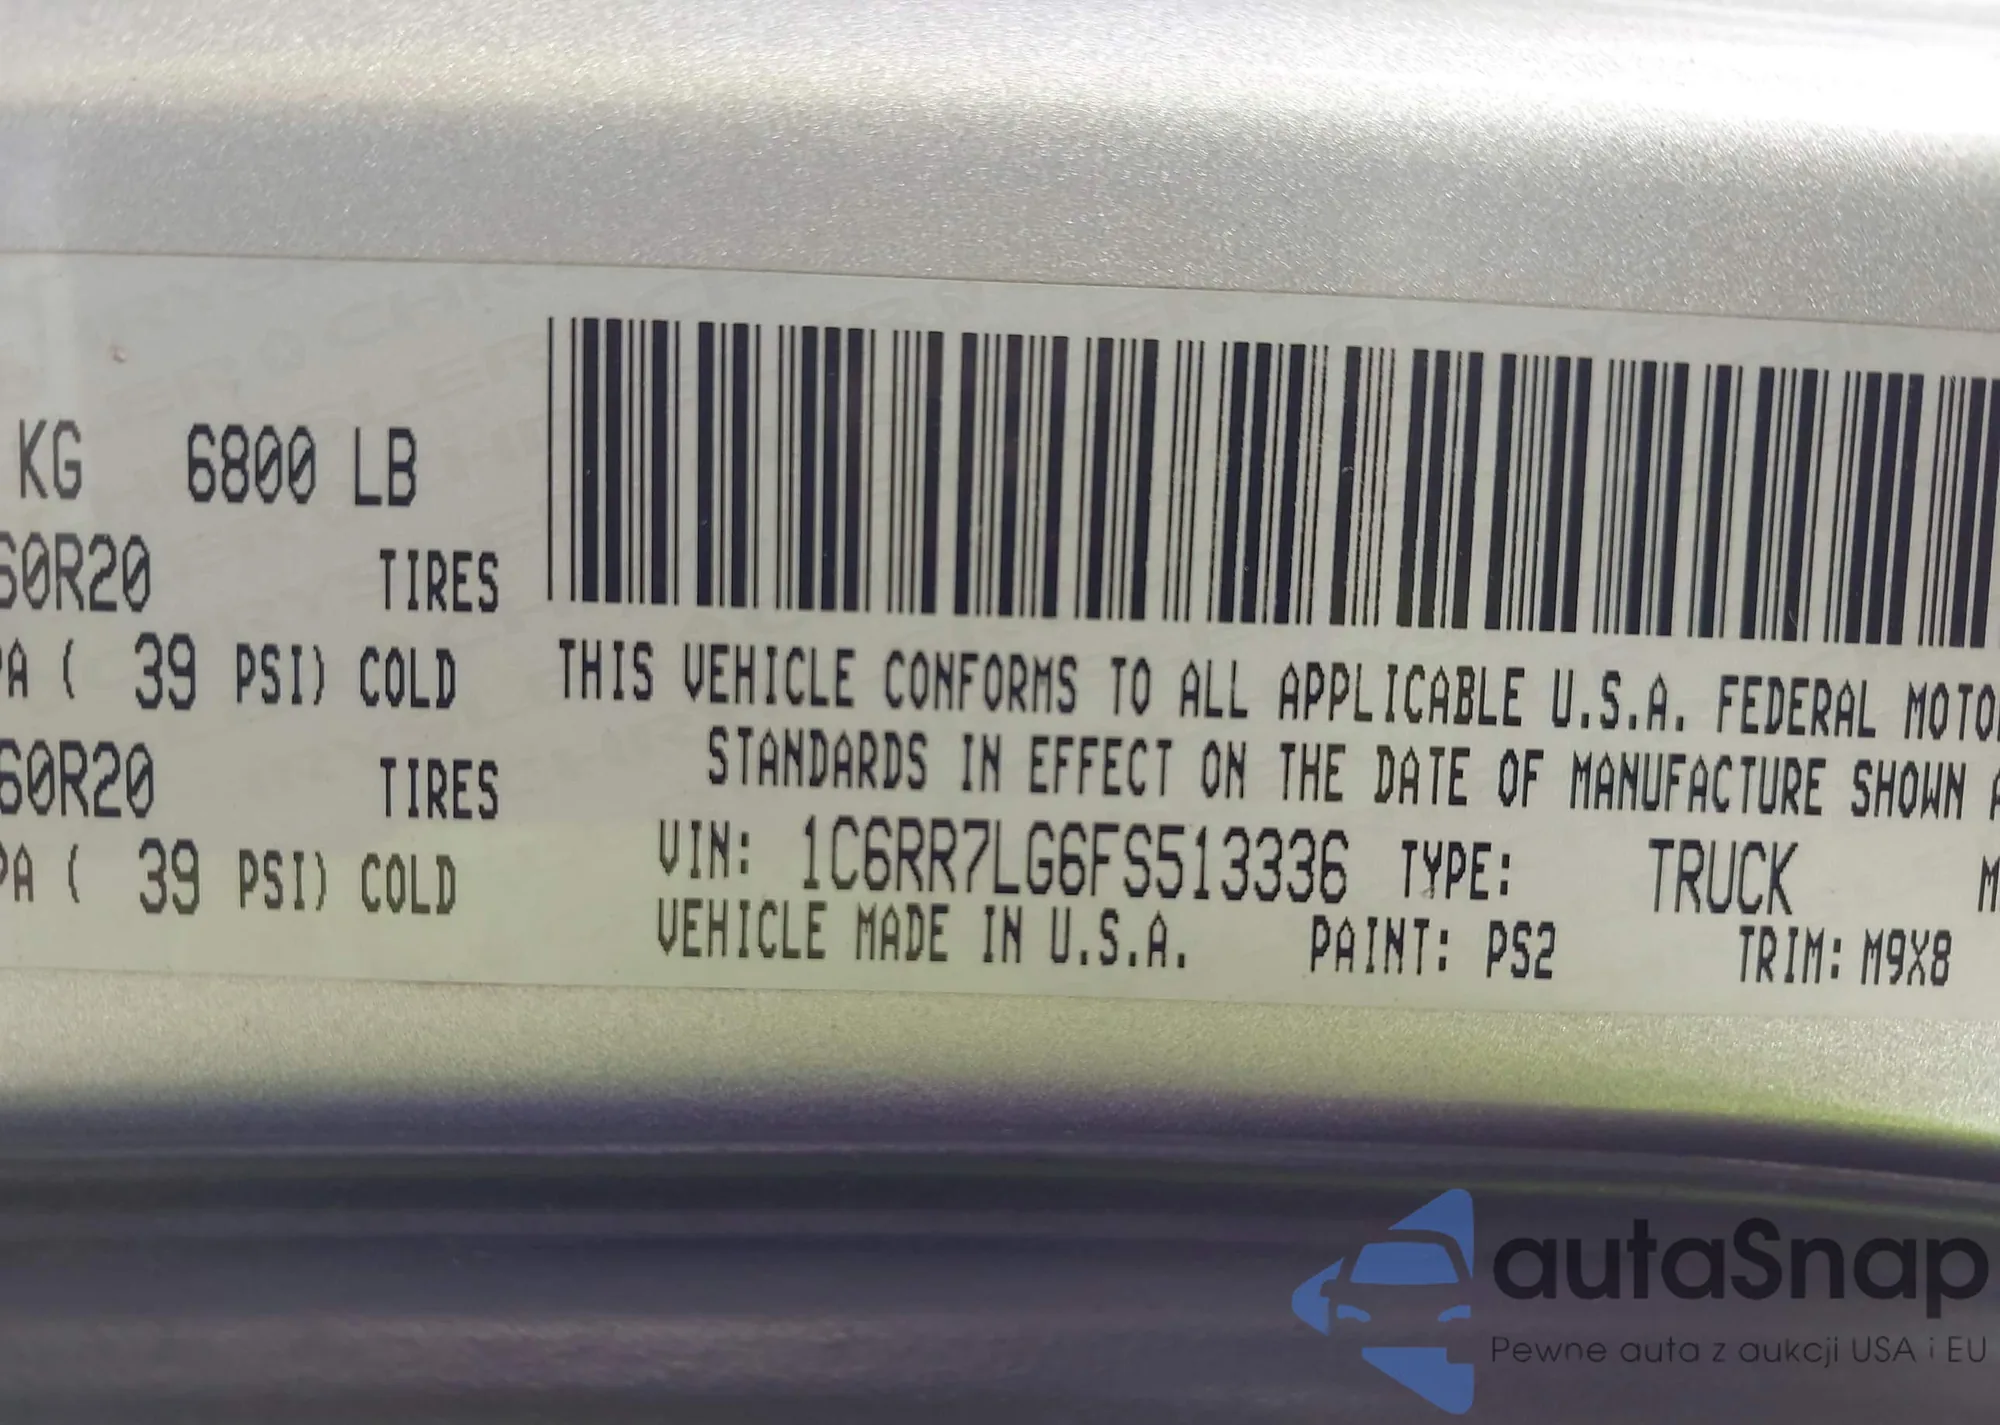 KG 6800 LB
60R20 TIRES
PA ( 39 PSI) COLD
60R20 TIRES
PA ( 39 PSI) COLD
THIS VEHICLE CONFORMS TO ALL APPLICABLE U.S.A. FEDERAL MOTOR
STANDARDS IN EFFECT ON THE DATE OF MANUFACTURE SHOWN A
VIN: 1C6RR7LG6FS513336 TYPE: TRUCK M
VEHICLE MADE IN U.S.A. PAINT: PS2 TRIM: M9X8
autaSnap
Pewne auta z aukcji USA i EU